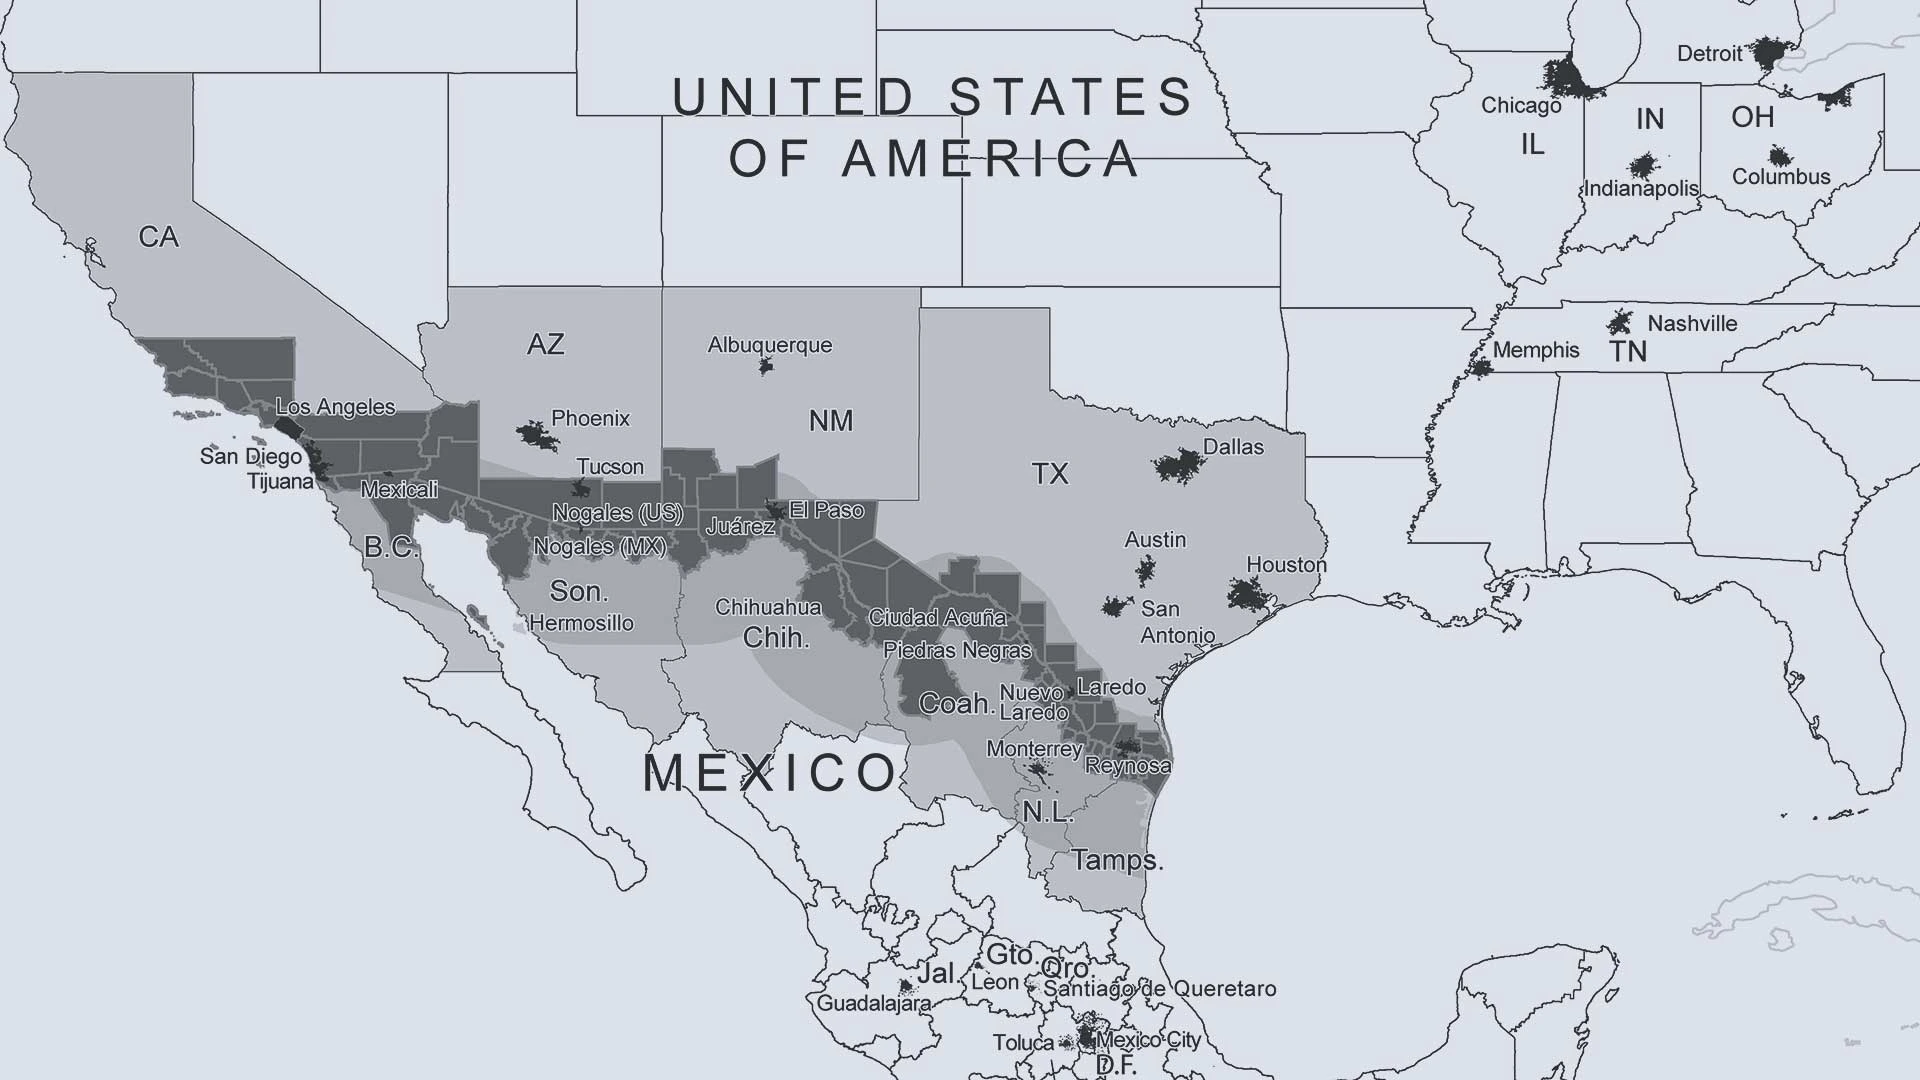 Detroit
UNITED STATES
OF AMERICA
Chicago
IL
IN
OH
Indianapolis
Columbus
CA
AZ
Albuquerque
NM
Nashville
Memphis
TN
Los Angeles
Phoenix
San Diego
Tijuana
Mexicali
Tucson
TX
Dallas
Nogales (US)
Juárez
El Paso
B.C.
Nogales (MX)
Austin
Houston
Son.
Hermosillo
Chihuahua
Chih.
Ciudad Acuña
San
Antonio
Piedras Negras
Coah.
Nuevo
Laredo
Laredo
Monterrey
Reynosa
MEXICO
N.L.
Tamps.
Gto.
Qro.
Jal.
Leon
Santiago de Queretaro
Guadalajara
Toluca
Mexico City
D.F.